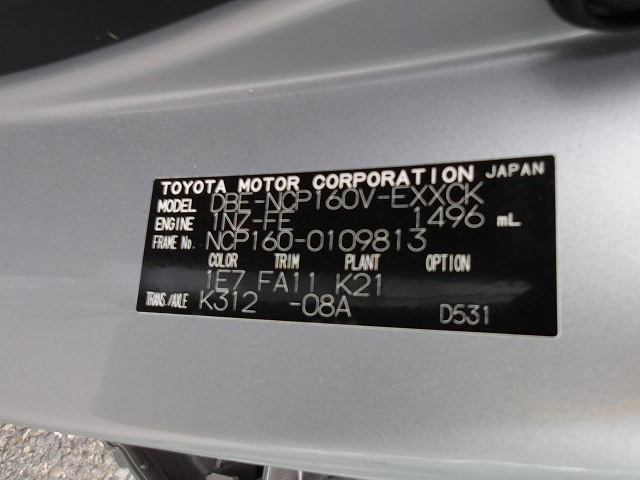 TOYOTA MOTOR CORPORATION JAPAN
MODEL DBE-NCP160V-EXXCK
ENGINE 1NZ-FE 1496 mL
FRAME No. NCP160-0109813
COLOR TRIM PLANT OPTION
1E7 FA11 K21
TRANS./AXLE K312 -08A D531